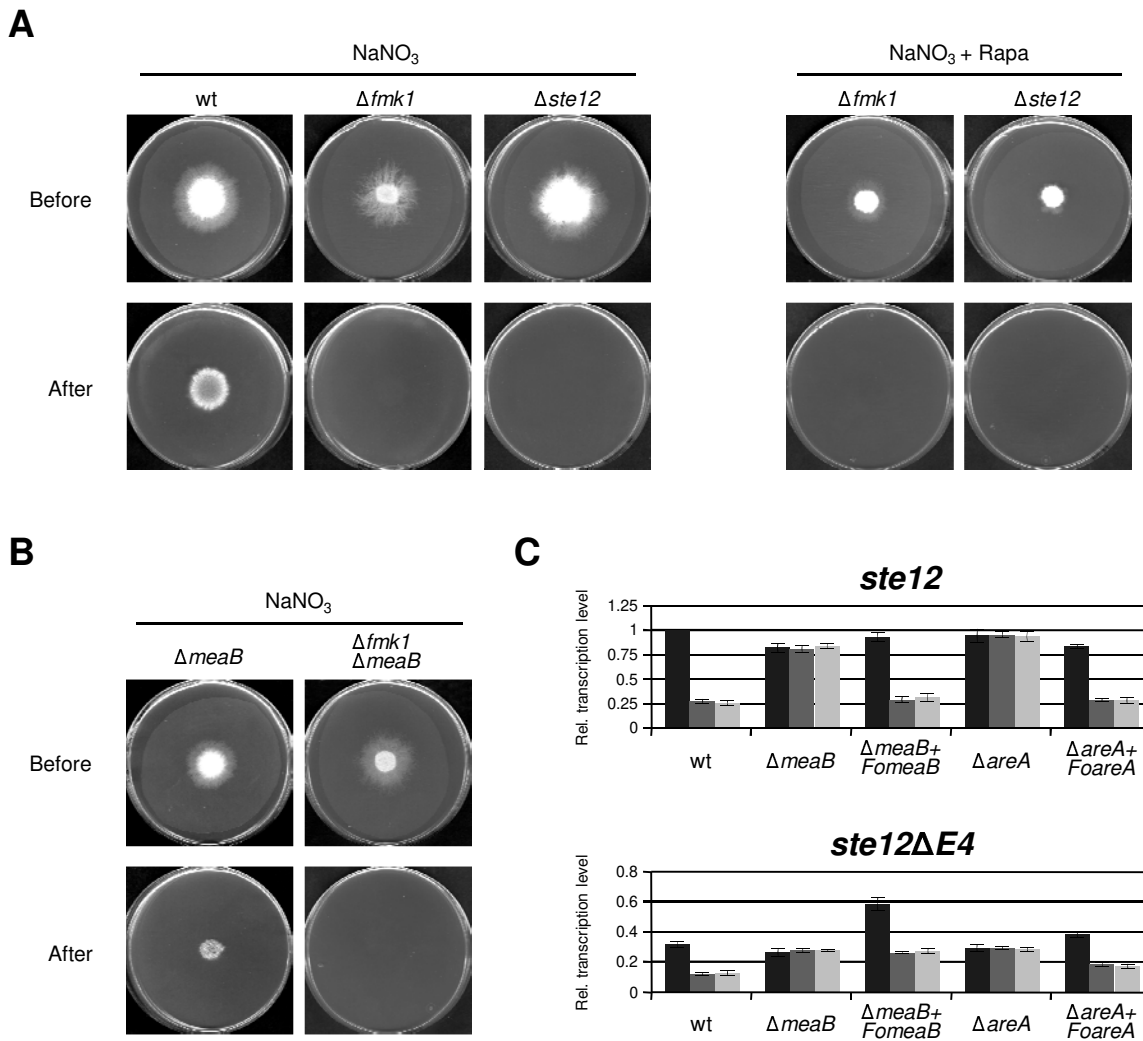 A
NaNO₃
NaNO₃ + Rapa
wt
Δfmk1
Δste12
Δfmk1
Δste12
Before
After
B
NaNO₃
ΔmeaB
Δfmk1
ΔmeaB
Before
After
C
ste12
Rel. transcription level
1.25
1
0.75
0.5
0.25
0
wt
ΔmeaB
ΔmeaB+
FomeaB
ΔareA
ΔareA+
FoareA
ste12ΔE4
Rel. transcription level
0.8
0.6
0.4
0.2
0
wt
ΔmeaB
ΔmeaB+
FomeaB
ΔareA
ΔareA+
FoareA